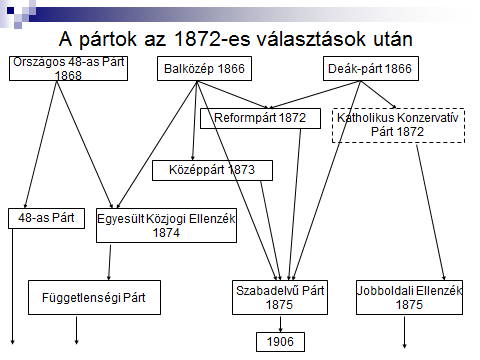 A pártok az 1872-es választások után
Országos 48-as Párt
1868
Balközép 1866
Deák-párt 1866
Reformpárt 1872
Katholikus Konzervatív
Párt 1872
Középpárt 1873
48-as Párt
Egyesült Közjogi Ellenzék
1874
Függetlenségi Párt
Szabadelvű Párt
1875
Jobboldali Ellenzék
1875
1906